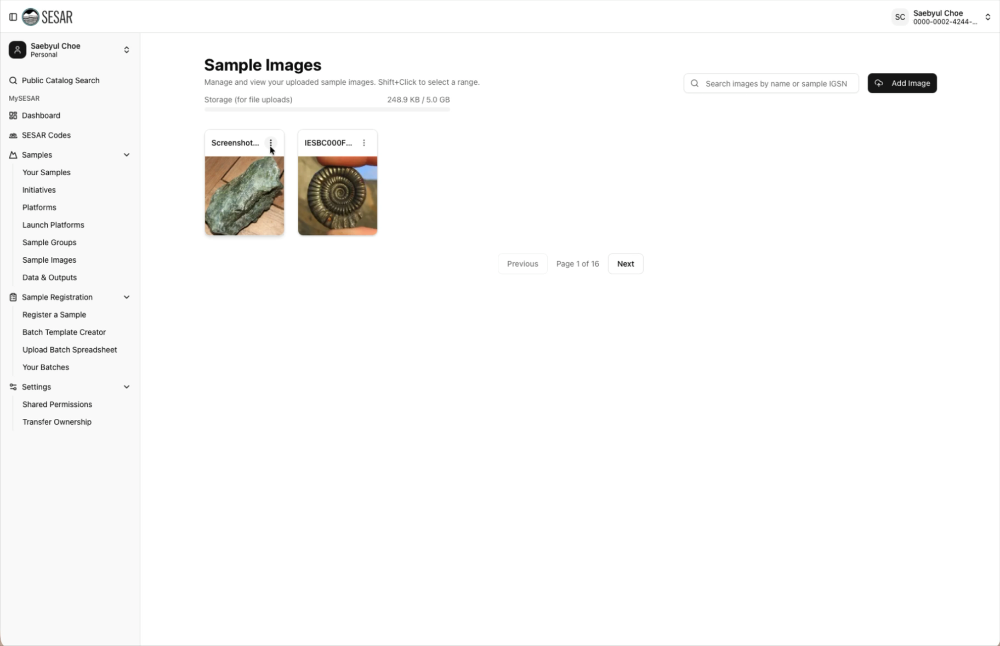 SESAR
SC
Saebyul Choe
0000-0002-4244-...
Saebyul Choe
Personal
Public Catalog Search
MySESAR
Dashboard
SESAR Codes
Samples
Your Samples
Initiatives
Platforms
Launch Platforms
Sample Groups
Sample Images
Data & Outputs
Sample Registration
Register a Sample
Batch Template Creator
Upload Batch Spreadsheet
Your Batches
Settings
Shared Permissions
Transfer Ownership
Sample Images
Manage and view your uploaded sample images. Shift+Click to select a range.
Storage (for file uploads) 248.9 KB / 5.0 GB
Search images by name or sample IGSN
Add Image
Screenshot...
IESBC000F...
Previous Page 1 of 16 Next